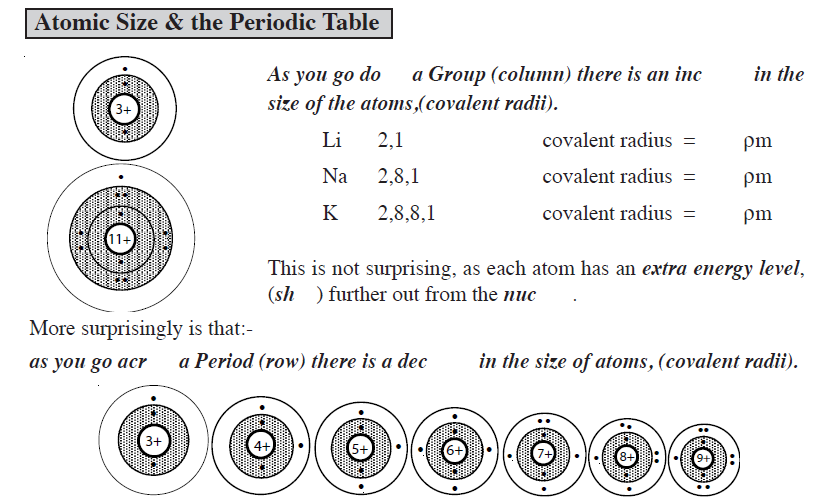 Atomic Size & the Periodic Table
As you go do a Group (column) there is an inc in the
size of the atoms,(covalent radii).
Li 2,1 covalent radius = ρm
Na 2,8,1 covalent radius = ρm
K 2,8,8,1 covalent radius = ρm
This is not surprising, as each atom has an extra energy level,
(sh ) further out from the nuc .
3+
11+
More surprisingly is that:-
as you go acr a Period (row) there is a dec in the size of atoms, (covalent radii).
3+ 4+ 5+ 6+ 7+ 8+ 9+